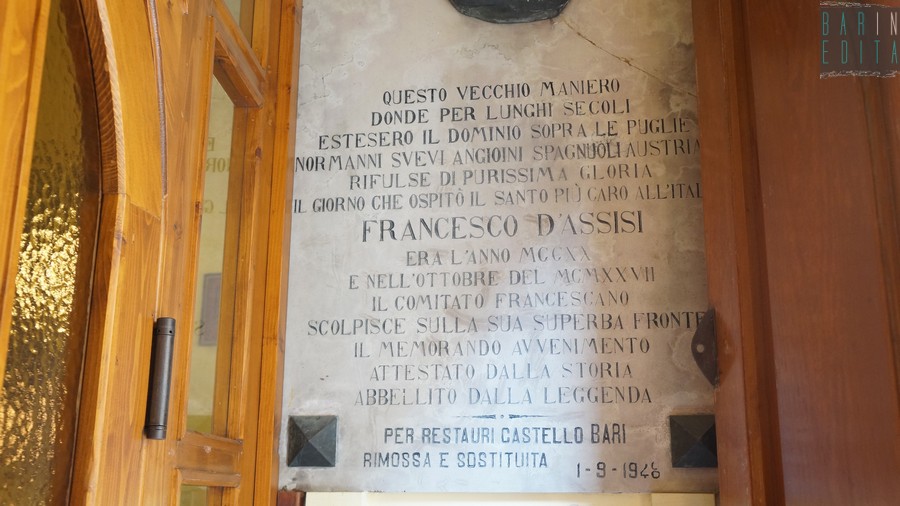 QUESTO VECCHIO MANIERO
DONDE PER LUNGHI SECOLI
ESTESERO IL DOMINIO SOPRA LE PUGLIE
NORMANNI SVEVI ANGIOINI SPAGNUOLI AUSTRIA
RIFULSE DI PURISSIMA GLORIA
IL GIORNO CHE OSPITÒ IL SANTO PIÙ CARO ALL'ITAL
FRANCESCO D'ASSISI
ERA L'ANNO MCCXX
E NELL'OTTOBRE DEL MCMXXVII
IL COMITATO FRANCESCANO
SCOLPISCE SULLA SUA SUPERBA FRONTE
IL MEMORANDO AVVENIMENTO
ATTESTATO DALLA STORIA
ABBELLITO DALLA LEGGENDA
PER RESTAURI CASTELLO BARI
RIMOSSA E SOSTITUITA 1-9-1946
BARIN
EDITA